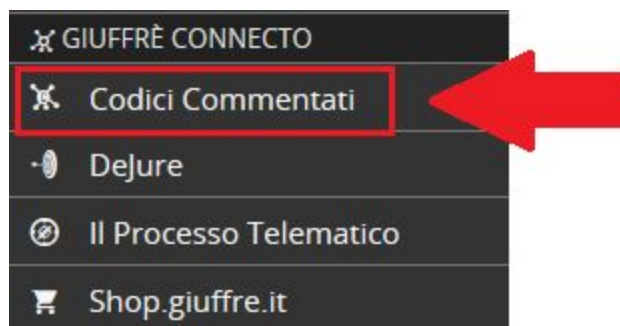 GIUFFRÈ CONNECTO
Codici Commentati
DeJure
Il Processo Telematico
Shop.giuffre.it